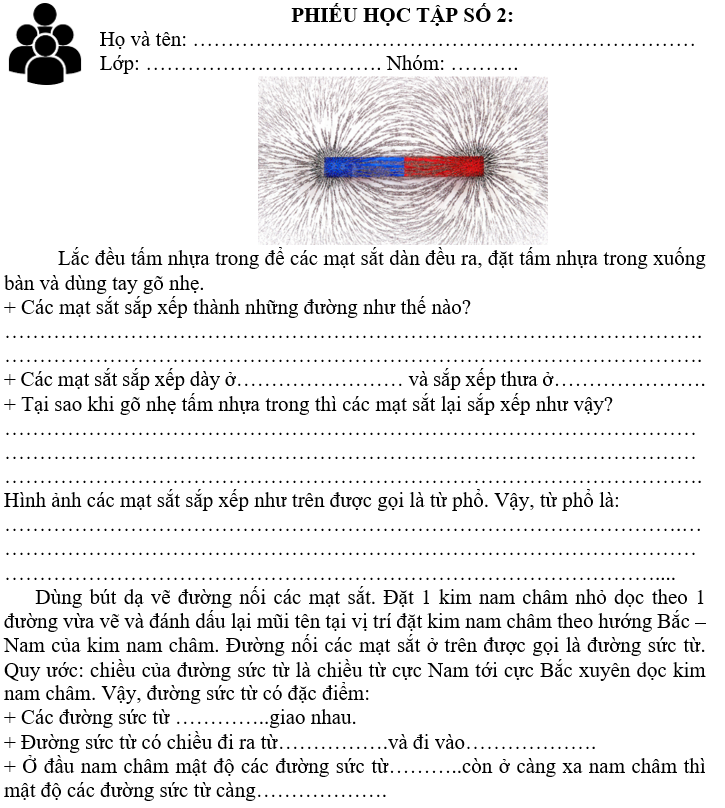 PHIẾU HỌC TẬP SỐ 2:
Họ và tên: ………………………………………………………………
Lớp: ……………………………. Nhóm: ……….
Lắc đều tấm nhựa trong để các mạt sắt dàn đều ra, đặt tấm nhựa trong xuống
bàn và dùng tay gõ nhẹ.
+ Các mạt sắt sắp xếp thành những đường như thế nào?
……………………………………………………………………………………….
……………………………………………………………………………………….
+ Các mạt sắt sắp xếp dày ở…………………… và sắp xếp thưa ở………………….
+ Tại sao khi gõ nhẹ tấm nhựa trong thì các mạt sắt lại sắp xếp như vậy?
………………………………………………………………………………………
………………………………………………………………………………………
……………………………………………………………………………………….
Hình ảnh các mạt sắt sắp xếp như trên được gọi là từ phổ. Vậy, từ phổ là:
…………………………………………………………………………………….…
………………………………………………………………………………………
…………………………………………………………………………………....
Dùng bút dạ vẽ đường nối các mạt sắt. Đặt 1 kim nam châm nhỏ dọc theo 1
đường vừa vẽ và đánh dấu lại mũi tên tại vị trí đặt kim nam châm theo hướng Bắc –
Nam của kim nam châm. Đường nối các mạt sắt ở trên được gọi là đường sức từ.
Quy ước: chiều của đường sức từ là chiều từ cực Nam tới cực Bắc xuyên dọc kim
nam châm. Vậy, đường sức từ có đặc điểm:
+ Các đường sức từ …………..giao nhau.
+ Đường sức từ có chiều đi ra từ…………….và đi vào……………….
+ Ở đầu nam châm mật độ các đường sức từ………..còn ở càng xa nam châm thì
mật độ các đường sức từ càng……………….